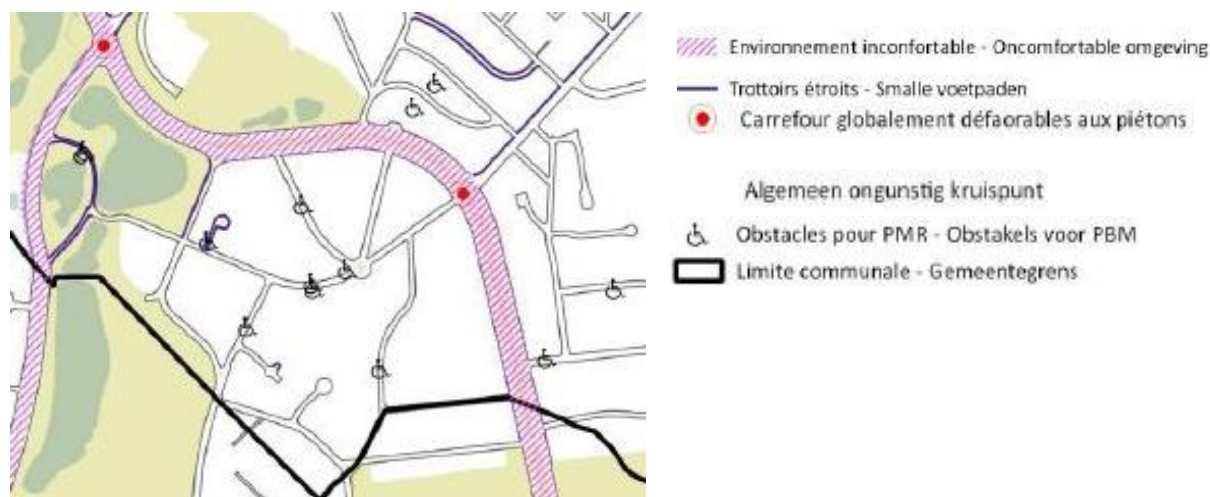 Environnement inconfortable - Oncomfortable omgeving
Trottoirs étroits - Smalle voetpaden
Carrefour globalement défaorables aux piétons
Algemeen ongunstig kruispunt
Obstacles pour PMR - Obstakels voor PBM
Limite communale - Gemeentegrens